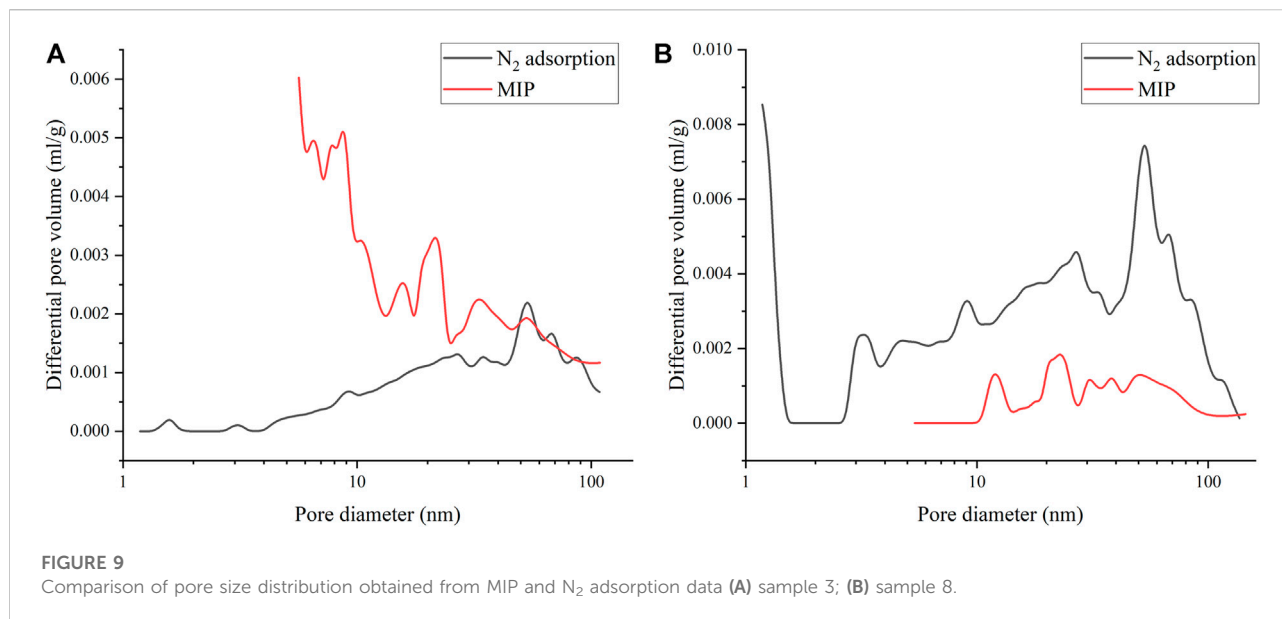 A
N₂ adsorption
MIP
0.006
0.005
0.004
0.003
0.002
0.001
0.000
Differential pore volume (ml/g)
1
10
100
Pore diameter (nm)
B
N₂ adsorption
MIP
0.010
0.008
0.006
0.004
0.002
0.000
Differential pore volume (ml/g)
1
10
100
Pore diameter (nm)
FIGURE 9
Comparison of pore size distribution obtained from MIP and N₂ adsorption data (A) sample 3; (B) sample 8.